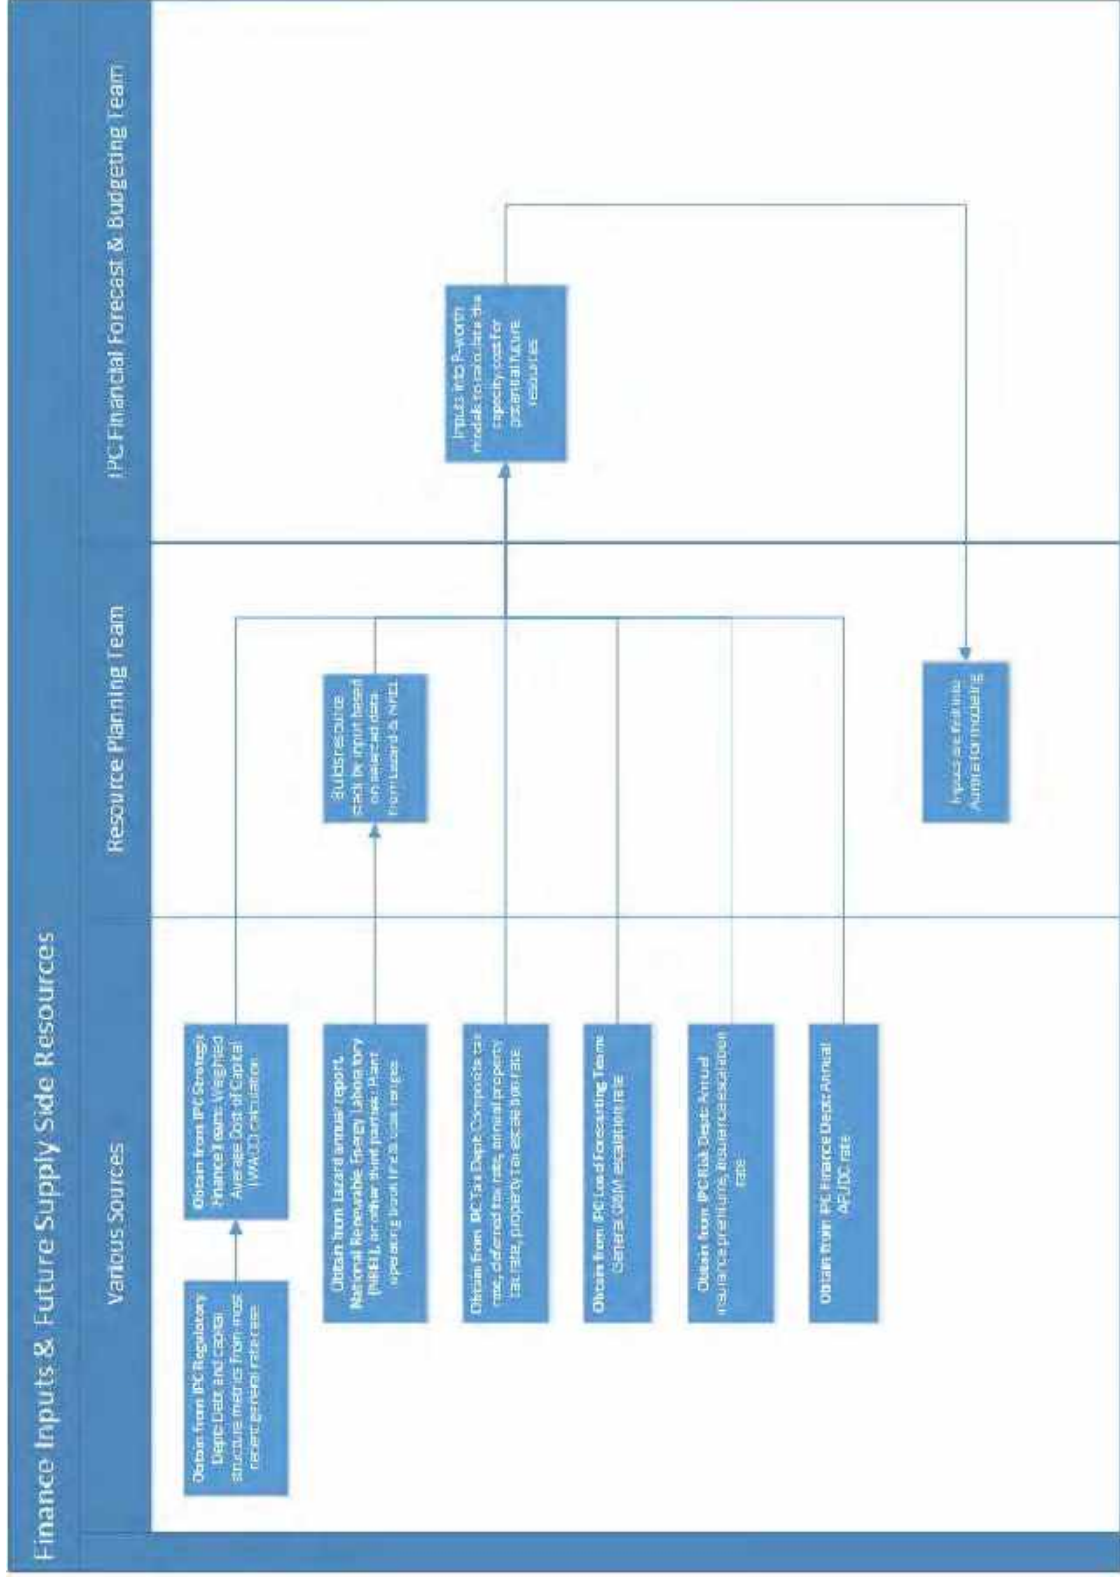 Finance Inputs & Future Supply Side Resources
Various Sources
Resource Planning Team
IPC Financial Forecast & Budgeting Team
Obtain from IPC Regulatory
Dept: Debt and capital
structure metrics from most
recent general rate case
Obtain from IPC Strategic
Finance Team: Weighted
Average Cost of Capital
(WACC) calculation
Obtain from Lazard annual report,
National Renewable Energy Laboratory
(NREL), or other third parties: Plant
operating costs ranges
Builds resource
stack by input based
on selected data
from Lazard & NREL
Obtain from IPC Tax Dept: Composite tax
rate, deferred tax rate, annual property
tax rate, property tax escalation rate
Obtain from IPC Load Forecasting Team:
General O&M escalation rate
Obtain from IPC Risk Dept: Annual
insurance premiums, insurance escalation
rate
Obtain from IPC Finance Dept: Annual
AFUDC rate
Inputs into P-worth
models to calculate the
capacity cost for
potential future
resources
Inputs are fed into
Aurora for modeling